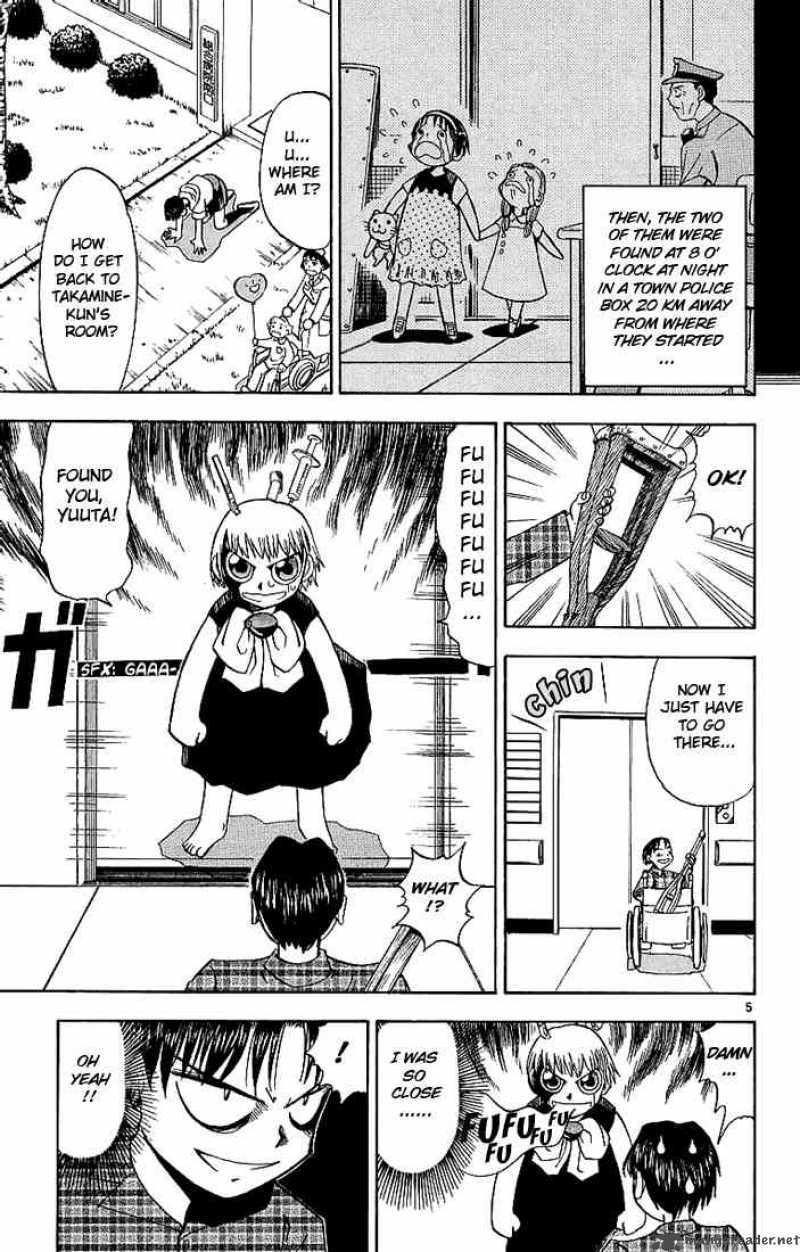 THEN, THE TWO
OF THEM WERE
FOUND AT 8 O'
CLOCK AT NIGHT
IN A TOWN POLICE
BOX 20 KM AWAY
FROM WHERE
THEY STARTED
...
U...
U...
WHERE
AM I?
HOW
DO I GET
BACK TO
TAKAMINE-
KUN'S
ROOM?
OK!
chin
NOW I
JUST HAVE
TO GO
THERE...
FU
FU
FU
FU
FU
FU
FU
...
FOUND
YOU,
YUUTA!
ガ
SFX: GAAA-
WHAT
!?
5
DAMN
...
I WAS
SO
CLOSE
......
FUFU FU
FU FU FU
!
OH
YEAH
!!